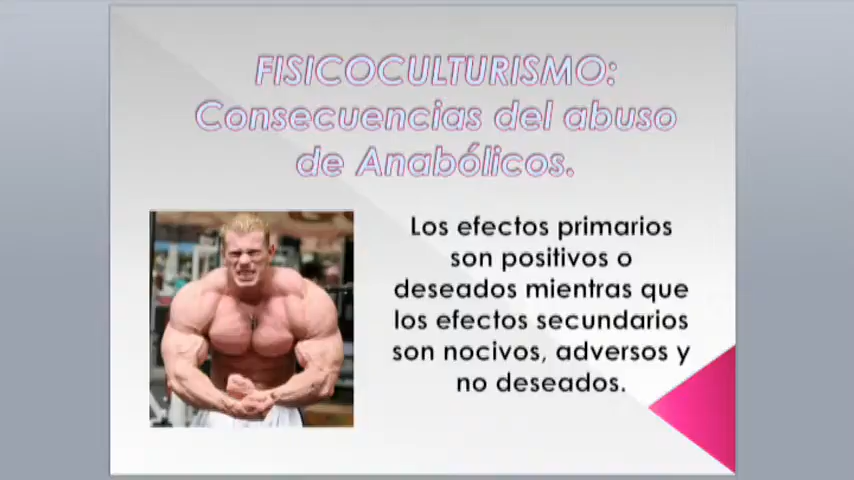 FISICOCULTURISMO:
Consecuencias del abuso
de Anabólicos.
Los efectos primarios
son positivos o
deseados mientras que
los efectos secundarios
son nocivos, adversos y
no deseados.